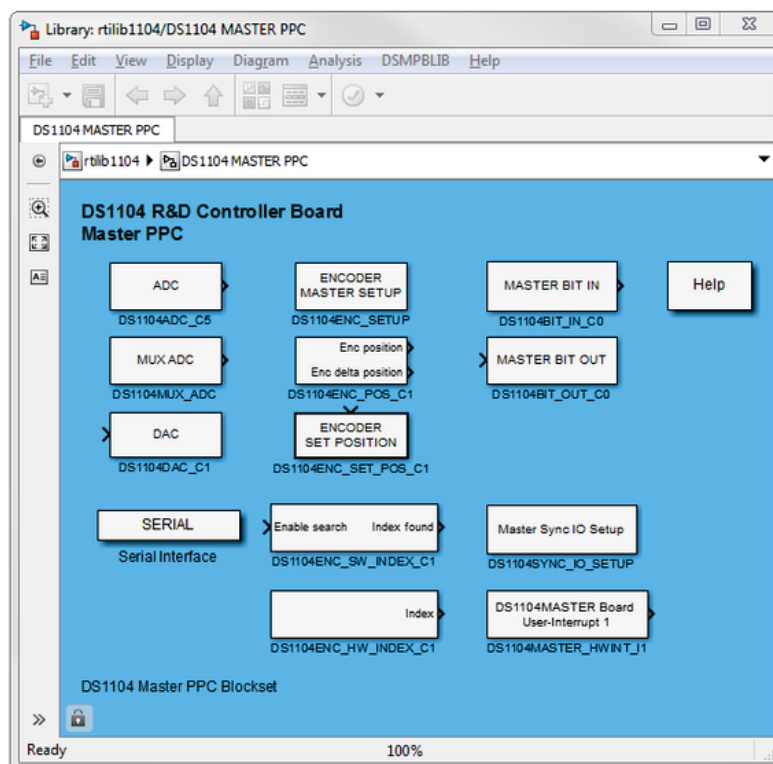 Library: rtilib1104/DS1104 MASTER PPC
File Edit View Display Diagram Analysis DSMPBLIB Help
DS1104 MASTER PPC
rtilib1104 DS1104 MASTER PPC
DS1104 R&D Controller Board
Master PPC
ADC
DS1104ADC_C5
ENCODER
MASTER SETUP
DS1104ENC_SETUP
MASTER BIT IN
DS1104BIT_IN_C0
Help
MUX ADC
DS1104MUX_ADC
Enc position
Enc delta position
DS1104ENC_POS_C1
MASTER BIT OUT
DS1104BIT_OUT_C0
DAC
DS1104DAC_C1
ENCODER
SET POSITION
DS1104ENC_SET_POS_C1
SERIAL
Serial Interface
Enable search Index found
DS1104ENC_SW_INDEX_C1
Master Sync IO Setup
DS1104SYNC_IO_SETUP
Index
DS1104ENC_HW_INDEX_C1
DS1104MASTER Board
User-Interrupt 1
DS1104MASTER_HWINT_I1
DS1104 Master PPC Blockset
Ready 100%